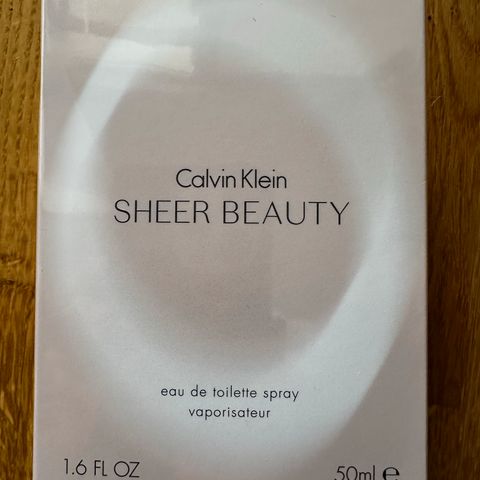 Calvin Klein
SHEER BEAUTY
eau de toilette spray
vaporisateur
1.6 FL OZ
50ml ℮